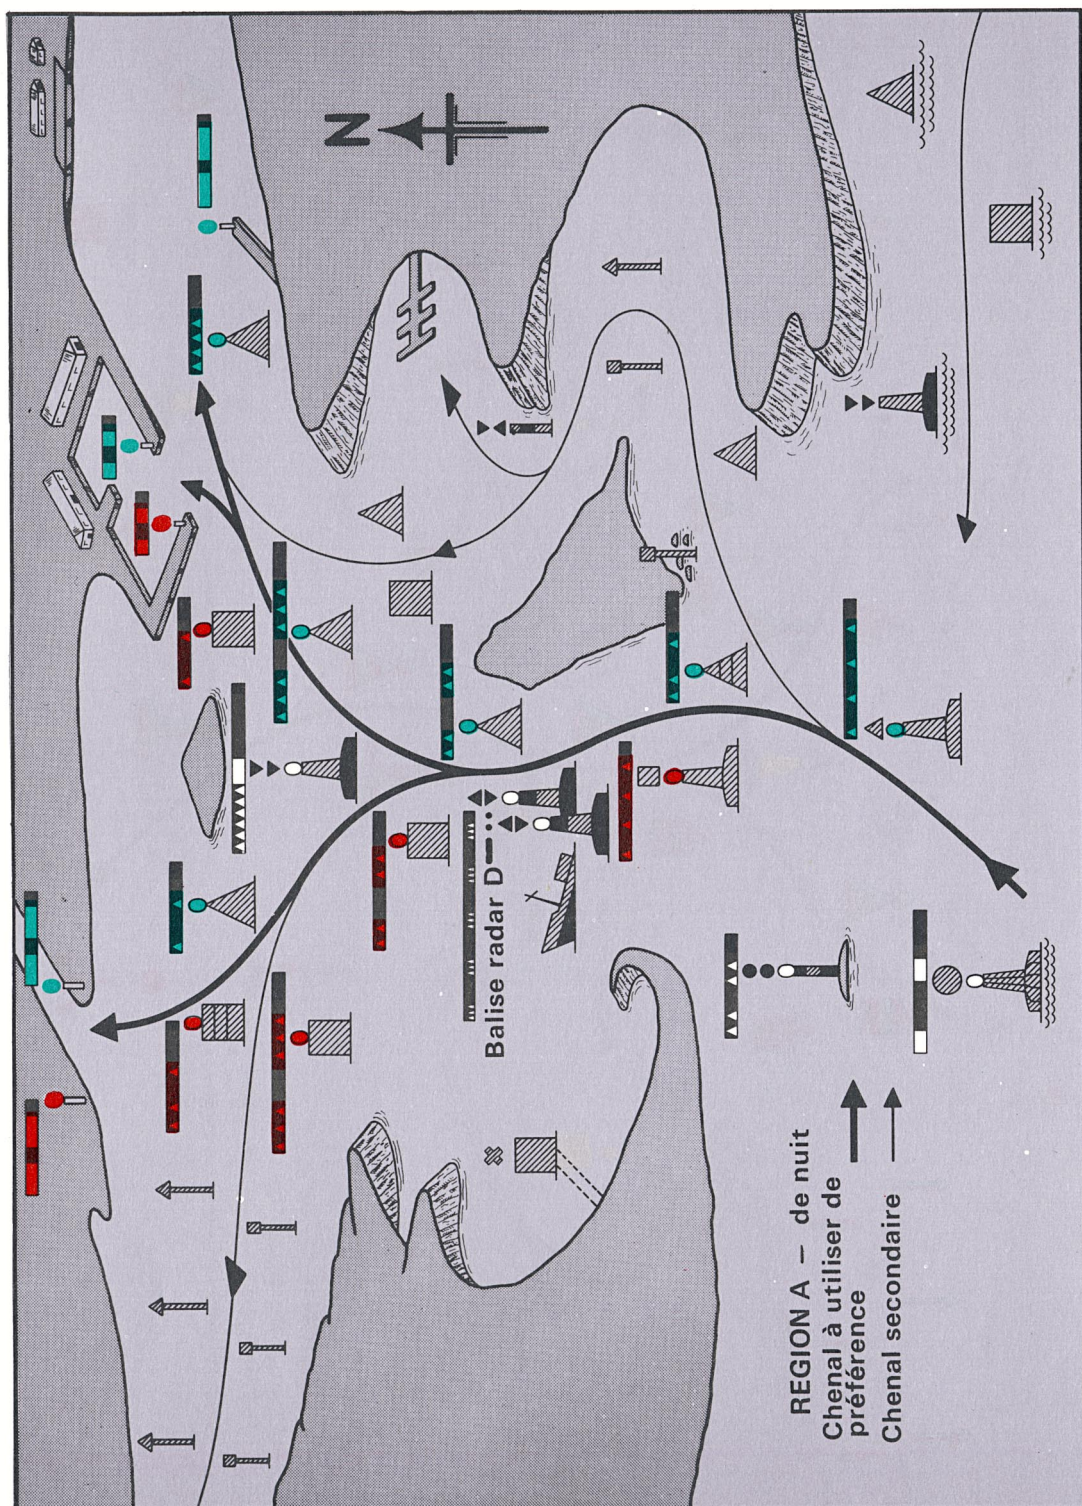 N
Balise radar D
REGION A – de nuit
Chenal à utiliser de
préférence
Chenal secondaire